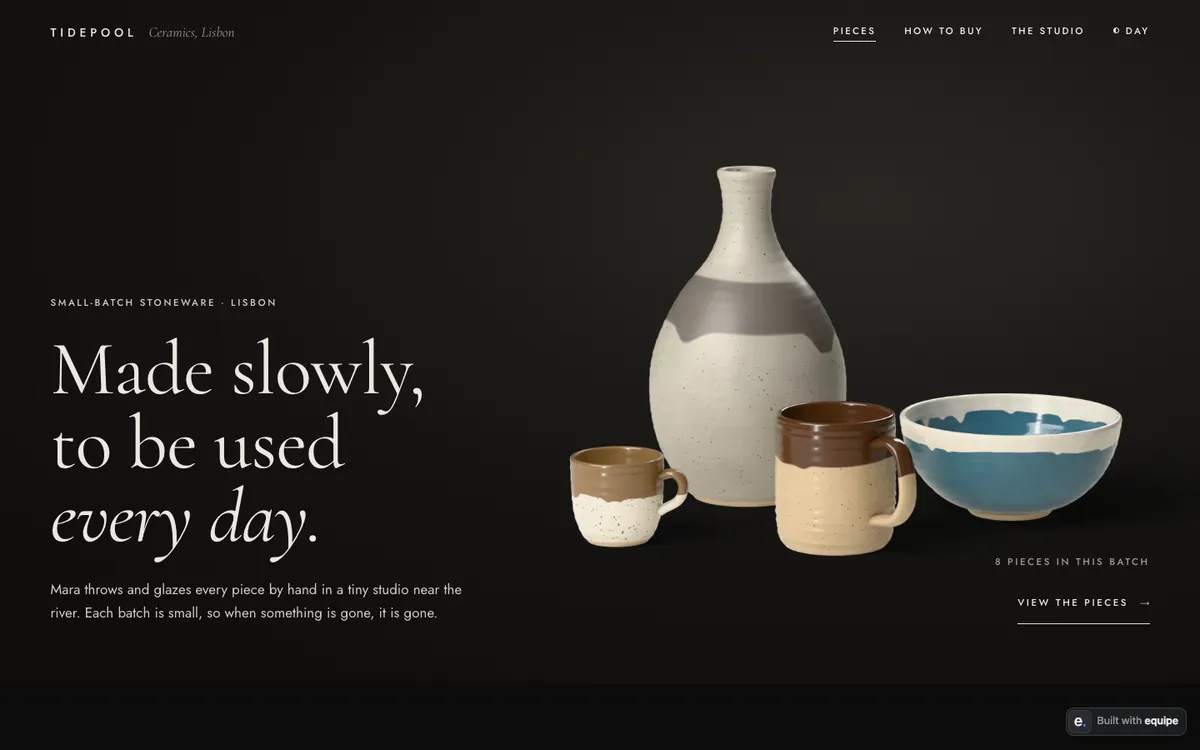 TIDEPOOL Ceramics, Lisbon
PIECES HOW TO BUY THE STUDIO DAY
SMALL-BATCH STONEWARE · LISBON
Made slowly,
to be used
every day.
Mara throws and glazes every piece by hand in a tiny studio near the
river. Each batch is small, so when something is gone, it is gone.
8 PIECES IN THIS BATCH
VIEW THE PIECES →
e. Built with equipe